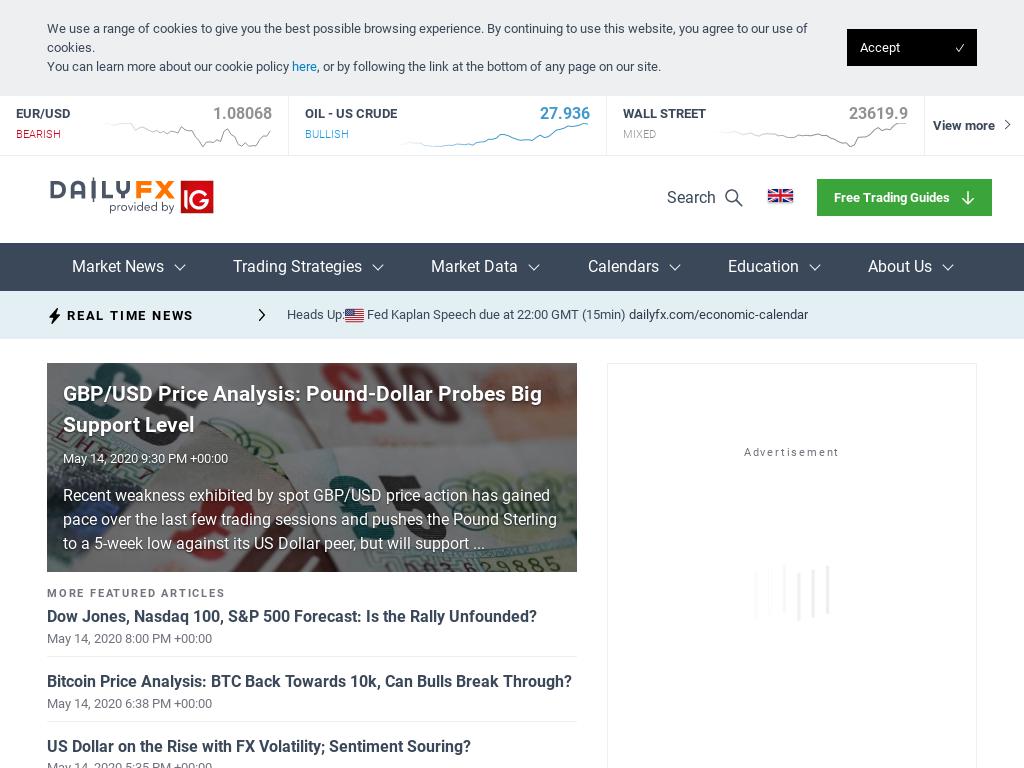 We use a range of cookies to give you the best possible browsing experience. By continuing to use this website, you agree to our use of
cookies.
You can learn more about our cookie policy here, or by following the link at the bottom of any page on our site.
Accept
EUR/USD 1.08068
BEARISH
OIL - US CRUDE 27.936
BULLISH
WALL STREET 23619.9
MIXED
View more
DAILYFX
provided by IG
Search
Free Trading Guides
Market News Trading Strategies Market Data Calendars Education About Us
REAL TIME NEWS
Heads Up: Fed Kaplan Speech due at 22:00 GMT (15min) dailyfx.com/economic-calendar
GBP/USD Price Analysis: Pound-Dollar Probes Big
Support Level
May 14, 2020 9:30 PM +00:00
Recent weakness exhibited by spot GBP/USD price action has gained
pace over the last few trading sessions and pushes the Pound Sterling
to a 5-week low against its US Dollar peer, but will support ...
Advertisement
MORE FEATURED ARTICLES
Dow Jones, Nasdaq 100, S&P 500 Forecast: Is the Rally Unfounded?
May 14, 2020 8:00 PM +00:00
Bitcoin Price Analysis: BTC Back Towards 10k, Can Bulls Break Through?
May 14, 2020 6:38 PM +00:00
US Dollar on the Rise with FX Volatility; Sentiment Souring?
May 14, 2020 5:35 PM +00:00